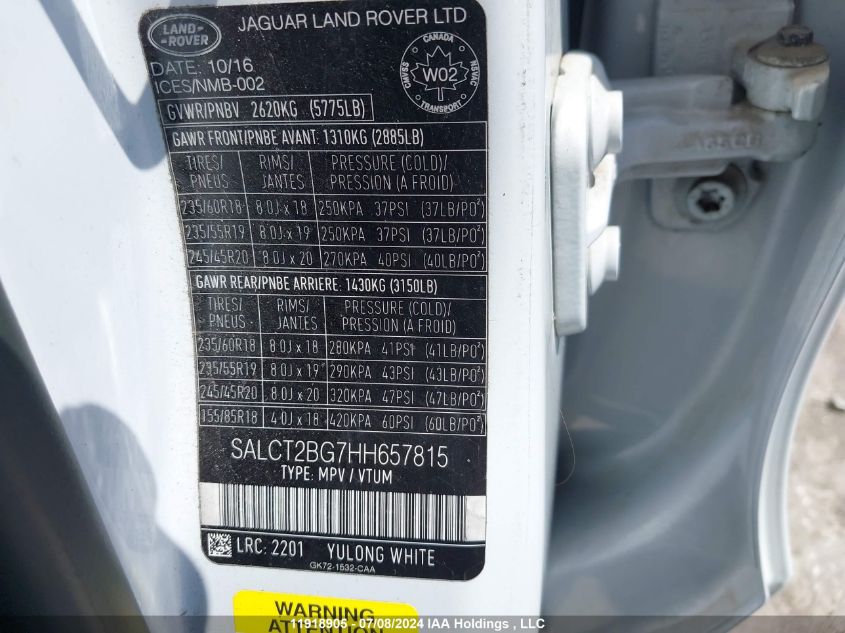 LAND
ROVER
JAGUAR LAND ROVER LTD
DATE: 10/16
ICES/NMB-002
CANADA
CMVSS
NSVAC
W02
TRANSPORT
GVWR/PNBV 2620KG (5775LB)
GAWR FRONT/PNBE AVANT: 1310KG (2885LB)
TIRES/ RIMS/ PRESSURE (COLD)/
PNEUS JANTES PRESSION (A FROID)
235/60R18 8.0J x 18 250KPA 37PSI (37LB/PO²)
235/55R19 8.0J x 19 250KPA 37PSI (37LB/PO²)
245/45R20 8.0J x 20 270KPA 40PSI (40LB/PO²)
GAWR REAR/PNBE ARRIERE: 1430KG (3150LB)
TIRES/ RIMS/ PRESSURE (COLD)/
PNEUS JANTES PRESSION (A FROID)
235/60R18 8.0J x 18 280KPA 41PSI (41LB/PO²)
235/55R19 8.0J x 19 290KPA 43PSI (43LB/PO²)
245/45R20 8.0J x 20 320KPA 47PSI (47LB/PO²)
155/85R18 4.0J x 18 420KPA 60PSI (60LB/PO²)
SALCT2BG7HH657815
TYPE: MPV / VTUM
LRC: 2201 YULONG WHITE
GK72-1532-CAA
WARNING
ATTENTION
11918906 - 07/08/2024 IAA Holdings , LLC